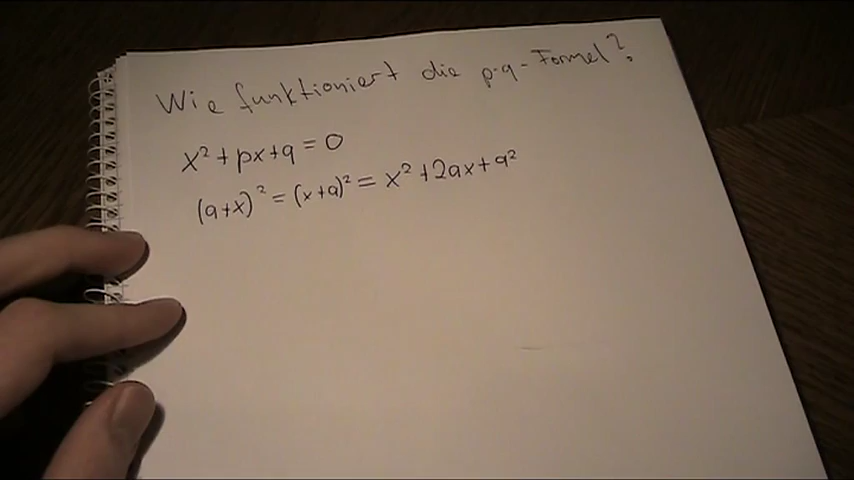 Wie funktioniert die p-q-Formel?
x² + px + q = 0
(a+x)² = (x+a)² = x² + 2ax + a²